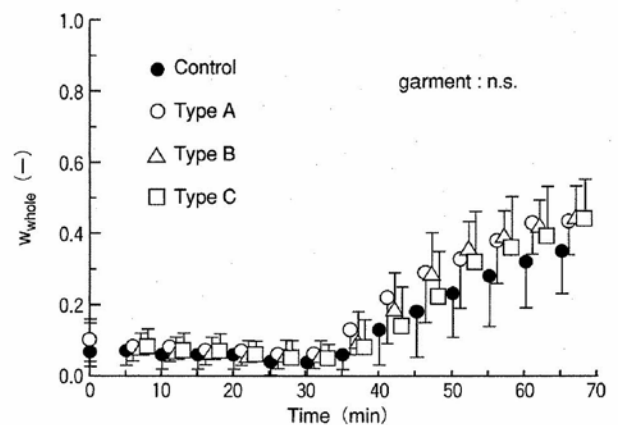 1.0
0.8
0.6
0.4
0.2
0.0
Wwhole (−)
Control
Type A
Type B
Type C
garment : n.s.
0 10 20 30 40 50 60 70
Time (min)